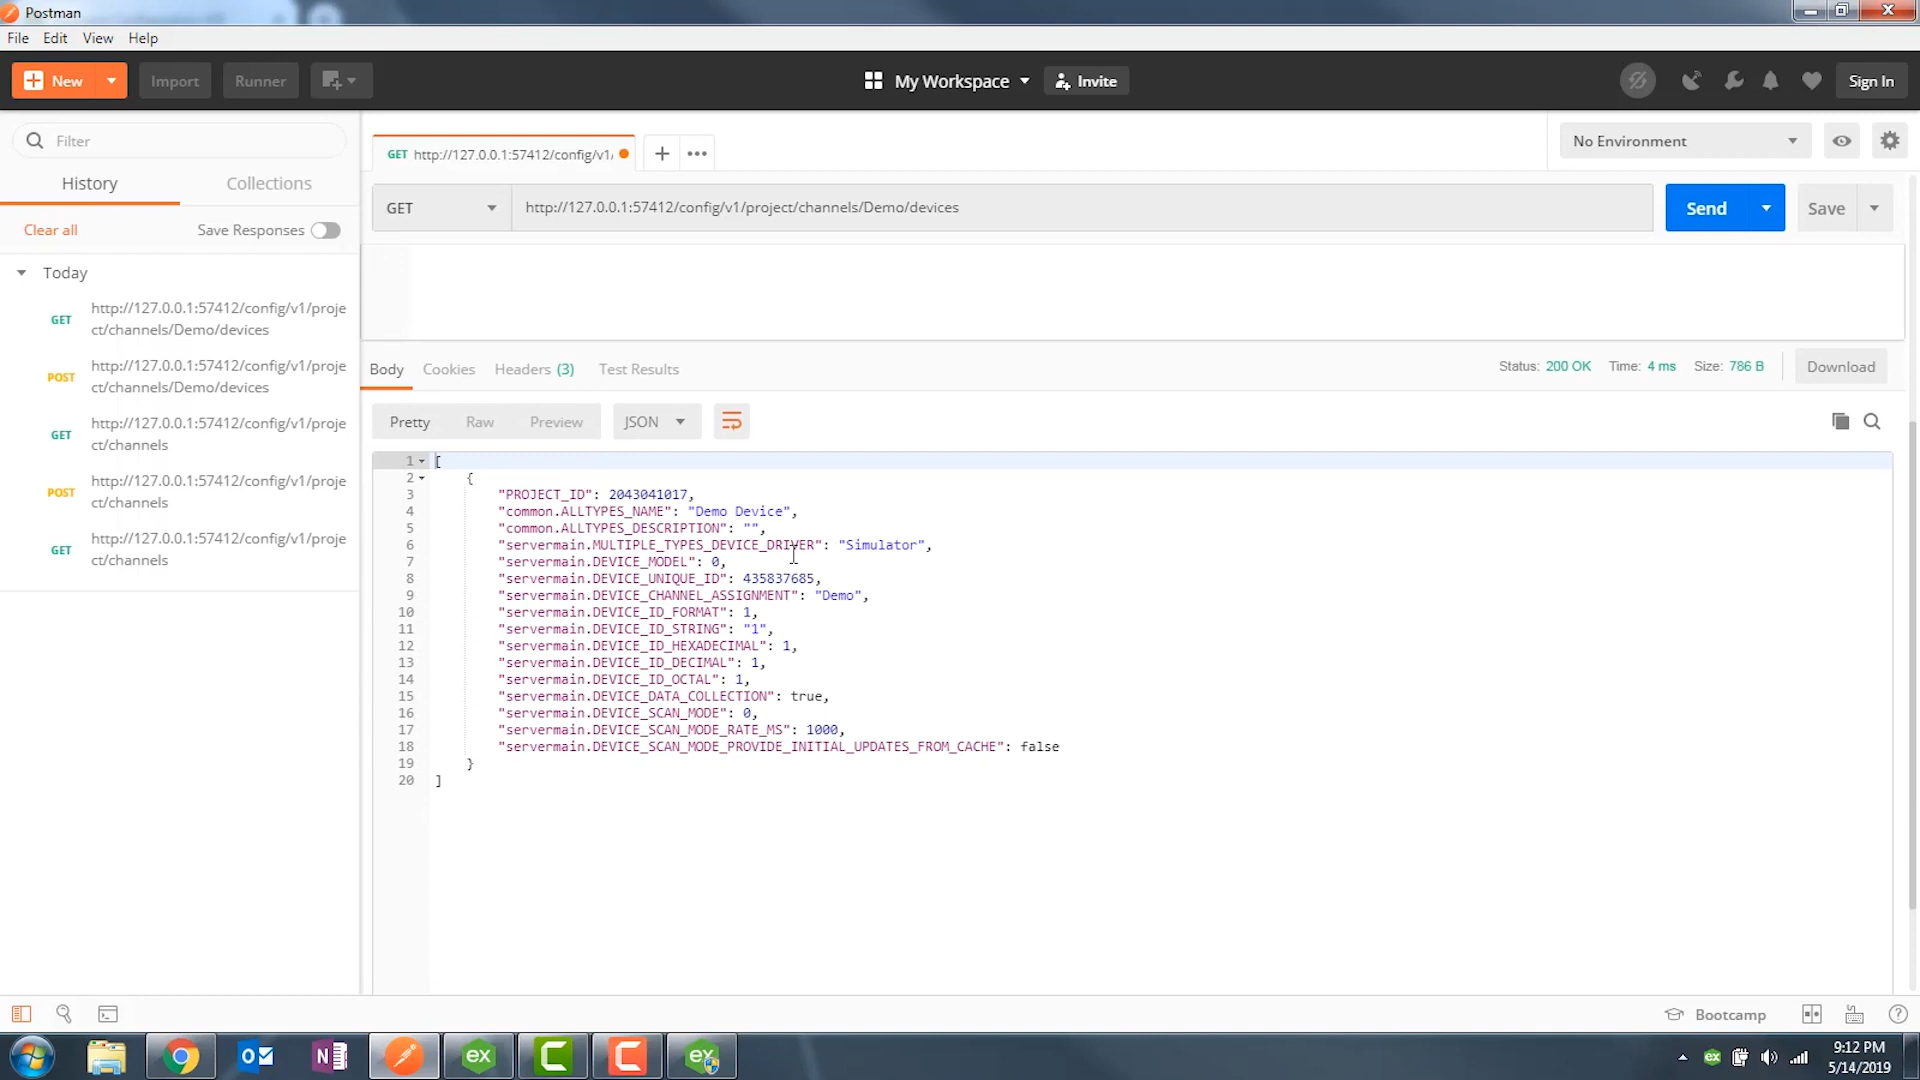 Postman
File Edit View Help
New Import Runner My Workspace Invite Sign In
Filter
History Collections
Clear all Save Responses
Today
GET http://127.0.0.1:57412/config/v1/proje
ct/channels/Demo/devices
POST http://127.0.0.1:57412/config/v1/proje
ct/channels/Demo/devices
GET http://127.0.0.1:57412/config/v1/proje
ct/channels
POST http://127.0.0.1:57412/config/v1/proje
ct/channels
GET http://127.0.0.1:57412/config/v1/proje
ct/channels
GET http://127.0.0.1:57412/config/v1/
No Environment
GET http://127.0.0.1:57412/config/v1/project/channels/Demo/devices Send Save
Body Cookies Headers (3) Test Results Status: 200 OK Time: 4 ms Size: 786 B Download
Pretty Raw Preview JSON
1 [
2 {
3 "PROJECT_ID": 2043041017,
4 "common.ALLTYPES_NAME": "Demo Device",
5 "common.ALLTYPES_DESCRIPTION": "",
6 "servermain.MULTIPLE_TYPES_DEVICE_DRIVER": "Simulator",
7 "servermain.DEVICE_MODEL": 0,
8 "servermain.DEVICE_UNIQUE_ID": 435837685,
9 "servermain.DEVICE_CHANNEL_ASSIGNMENT": "Demo",
10 "servermain.DEVICE_ID_FORMAT": 1,
11 "servermain.DEVICE_ID_STRING": "1",
12 "servermain.DEVICE_ID_HEXADECIMAL": 1,
13 "servermain.DEVICE_ID_DECIMAL": 1,
14 "servermain.DEVICE_ID_OCTAL": 1,
15 "servermain.DEVICE_DATA_COLLECTION": true,
16 "servermain.DEVICE_SCAN_MODE": 0,
17 "servermain.DEVICE_SCAN_MODE_RATE_MS": 1000,
18 "servermain.DEVICE_SCAN_MODE_PROVIDE_INITIAL_UPDATES_FROM_CACHE": false
19 }
20 ]
Bootcamp
ex
ex
ex
9:12 PM
5/14/2019